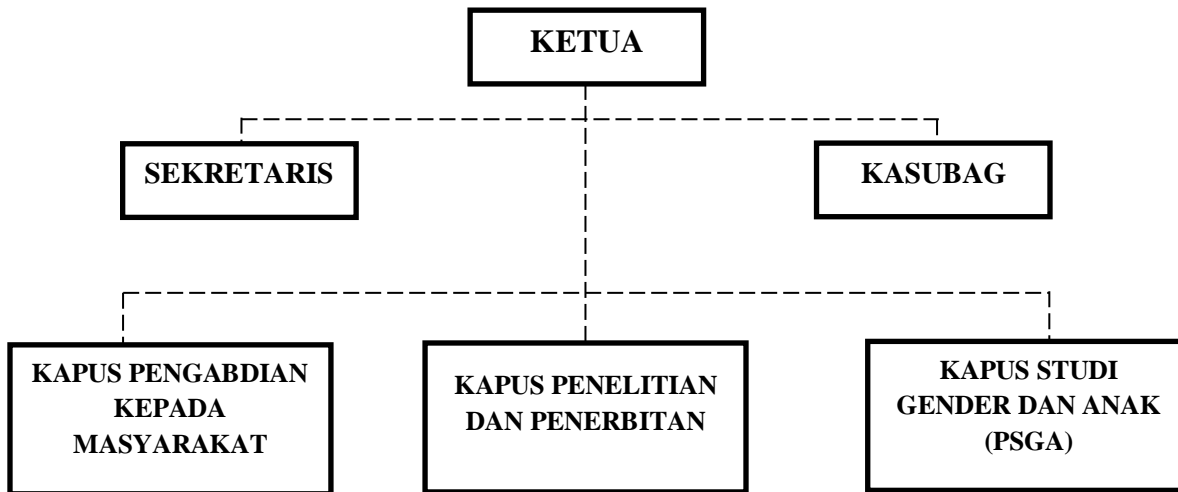 KETUA
SEKRETARIS
KASUBAG
KAPUS PENGABDIAN
KEPADA
MASYARAKAT
KAPUS PENELITIAN
DAN PENERBITAN
KAPUS STUDI
GENDER DAN ANAK
(PSGA)